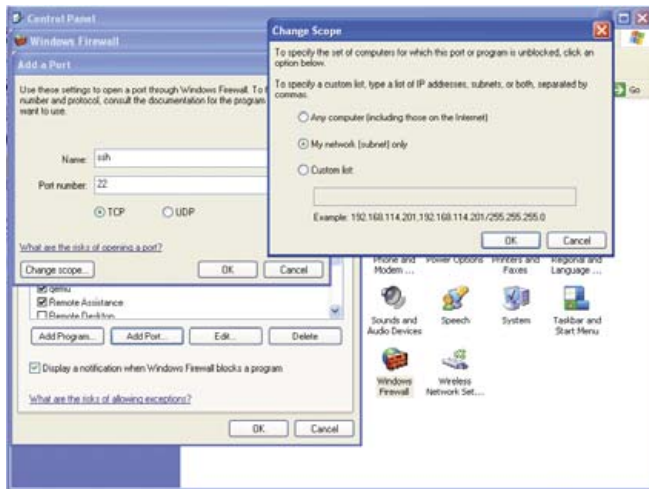 Control Panel
Windows Firewall
Add a Port
Use these settings to open a port through Windows Firewall. To
number and protocol, consult the documentation for the program
want to use.
Name: ssh
Port number: 22
TCP UDP
What are the risks of opening a port?
Change scope... OK Cancel
qemu
Remote Assistance
Remote Desktop
Add Program... Add Port... Edit... Delete
Display a notification when Windows Firewall blocks a program
What are the risks of allowing exceptions?
OK Cancel
Change Scope
To specify the set of computers for which this port or program is unblocked, click an
option below.
To specify a custom list, type a list of IP addresses, subnets, or both, separated by
commas.
Any computer (including those on the Internet)
My network (subnet) only
Custom list:
Example: 192.168.114.201,192.168.114.201/255.255.255.0
OK Cancel
Go
Phone and Modem ...
Power Options
Printers and Faxes
Regional and Language ...
Sounds and Audio Devices
Speech
System
Taskbar and Start Menu
Windows Firewall
Wireless Network Set...